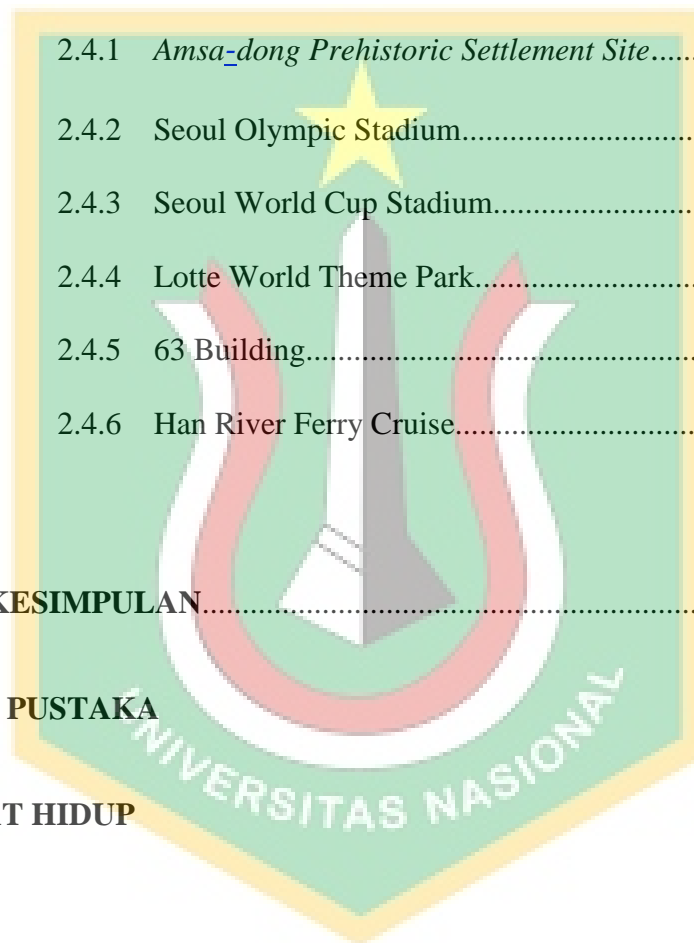 2.4.1 Amsa-dong Prehistoric Settlement Site......
2.4.2 Seoul Olympic Stadium.................................
2.4.3 Seoul World Cup Stadium............................
2.4.4 Lotte World Theme Park...............................
2.4.5 63 Building.....................................................
2.4.6 Han River Ferry Cruise.................................
KESIMPULAN..................................................................
PUSTAKA
T HIDUP
UNIVERSITAS NASIONAL